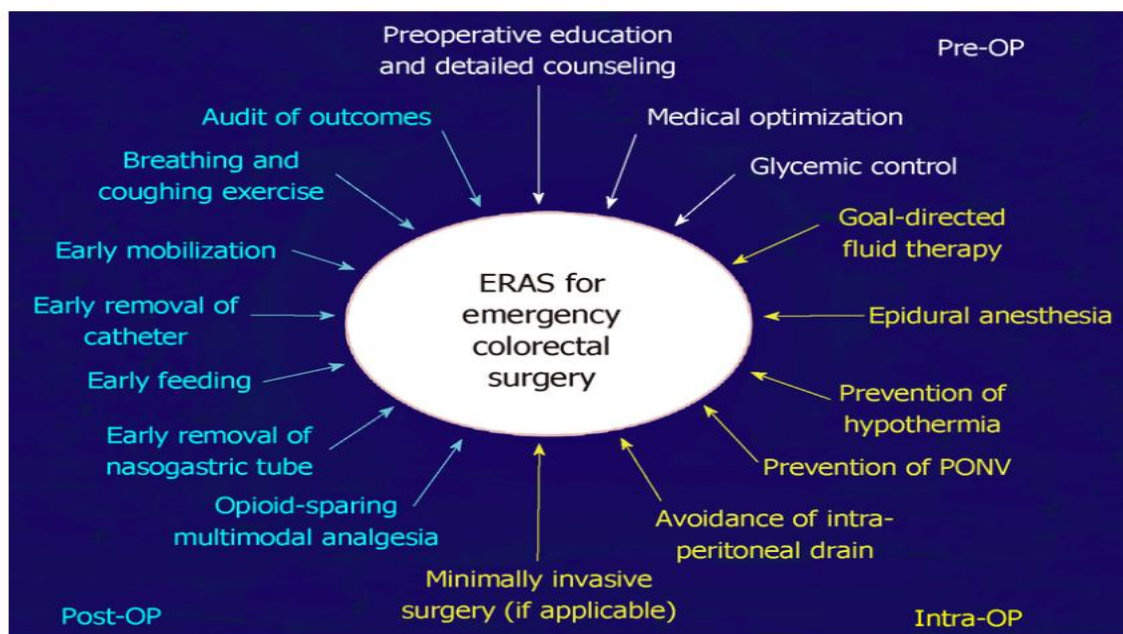 Preoperative education
and detailed counseling
Pre-OP
Medical optimization
Glycemic control
Goal-directed
fluid therapy
Epidural anesthesia
Prevention of
hypothermia
Prevention of PONV
Avoidance of intra-
peritoneal drain
Intra-OP
Minimally invasive
surgery (if applicable)
Opioid-sparing
multimodal analgesia
Post-OP
Early removal of
nasogastric tube
Early feeding
Early removal of
catheter
Early mobilization
Breathing and
coughing exercise
Audit of outcomes
ERAS for
emergency
colorectal
surgery